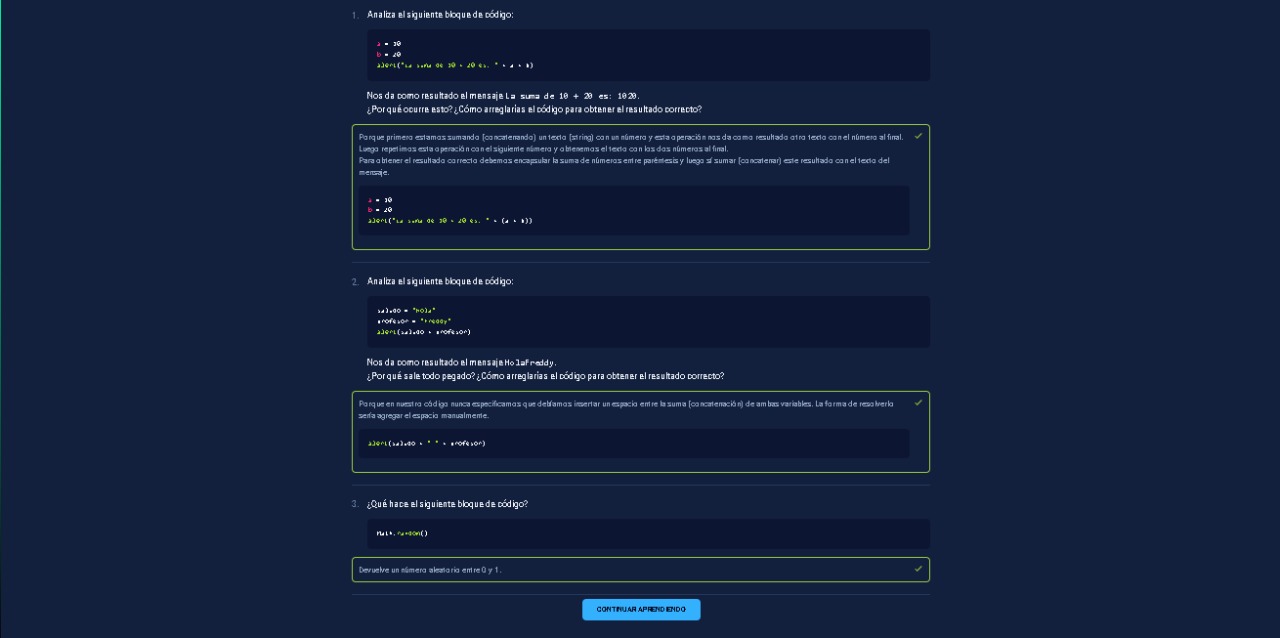 1. Analiza el siguiente bloque de código:
a = 10
b = 20
alert("La suma de 10 + 20 es: " + a + b)
Nos da como resultado el mensaje La suma de 10 + 20 es: 1020.
¿Por qué ocurre esto? ¿Cómo arreglarías el código para obtener el resultado correcto?
Porque primero estamos sumando (concatenando) un texto (string) con un número y esta operación nos da como resultado otro texto con el número al final.
Luego repetimos esta operación con el siguiente número y obtenemos el texto con los dos números al final.
Para obtener el resultado correcto debemos encapsular la suma de números entre paréntesis y luego sí sumar (concatenar) este resultado con el texto del
mensaje.
a = 10
b = 20
alert("La suma de 10 + 20 es: " + (a + b))
2. Analiza el siguiente bloque de código:
saludo = "Hola"
profesor = "Freddy"
alert(saludo + profesor)
Nos da como resultado el mensaje HolaFreddy.
¿Por qué sale todo pegado? ¿Cómo arreglarías el código para obtener el resultado correcto?
Porque en nuestro código nunca especificamos que debíamos insertar un espacio entre la suma (concatenación) de ambas variables. La forma de resolverlo
sería agregar el espacio manualmente.
alert(saludo + " " + profesor)
3. ¿Qué hace el siguiente bloque de código?
Math.random()
Devuelve un número aleatorio entre 0 y 1.
CONTINUAR APRENDIENDO